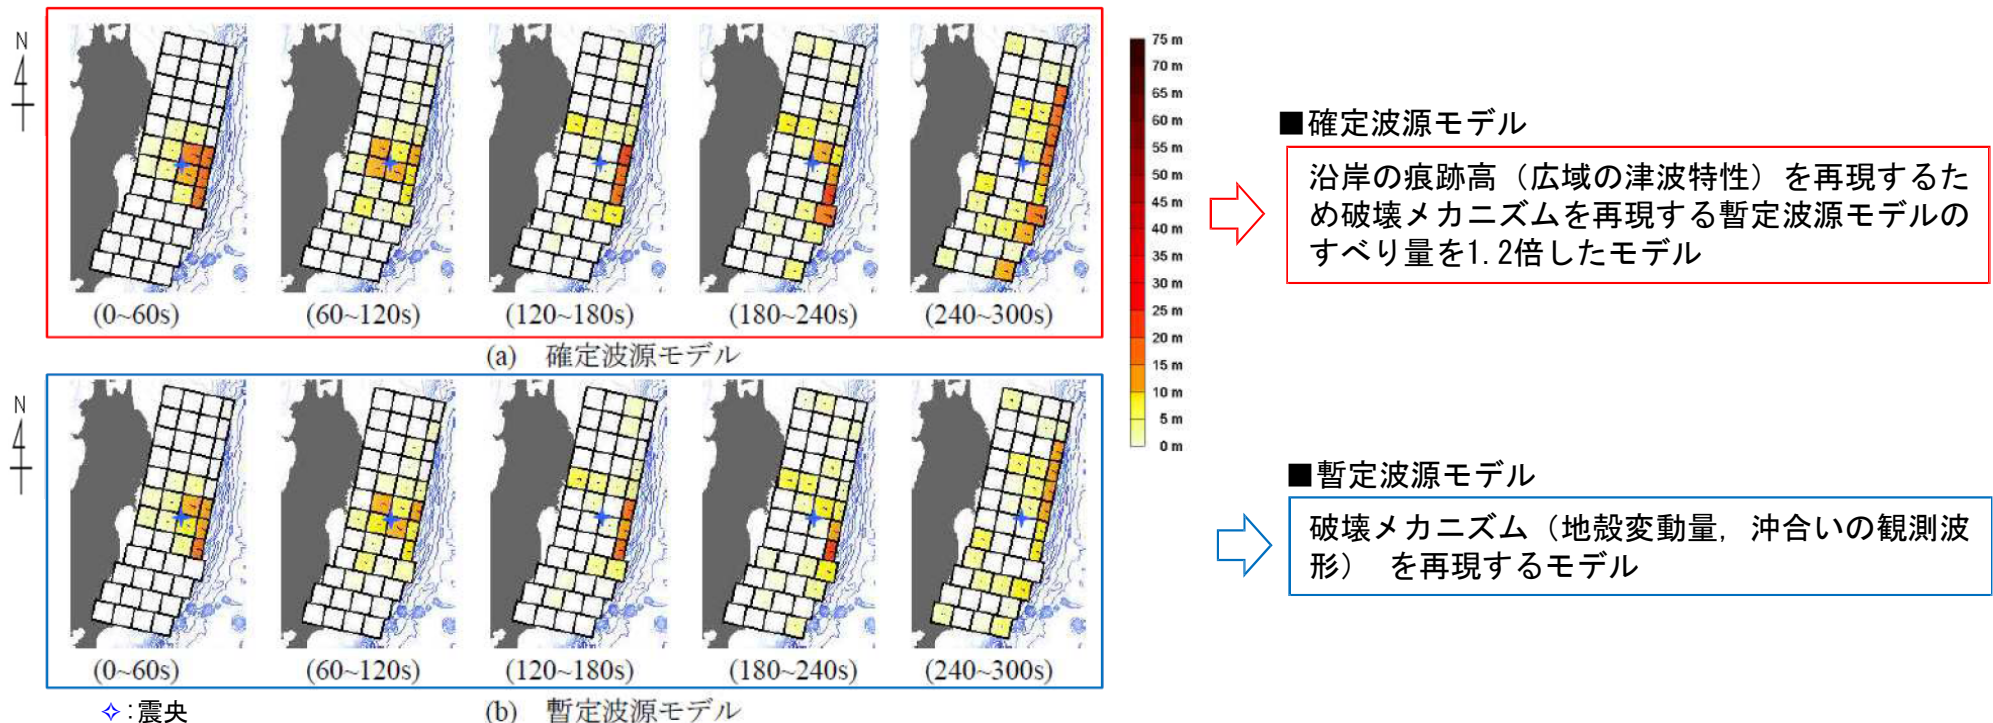 N
(0~60s)
(60~120s)
(120~180s)
(180~240s)
(240~300s)
(a) 確定波源モデル
75 m
70 m
65 m
60 m
55 m
50 m
45 m
40 m
35 m
30 m
25 m
20 m
15 m
10 m
5 m
0 m
■確定波源モデル
沿岸の痕跡高（広域の津波特性）を再現するた
め破壊メカニズムを再現する暫定波源モデルの
すべり量を1.2倍したモデル
N
(0~60s)
(60~120s)
(120~180s)
(180~240s)
(240~300s)
✧:震央
(b) 暫定波源モデル
■暫定波源モデル
破壊メカニズム（地殻変動量，沖合いの観測波
形） を再現するモデル